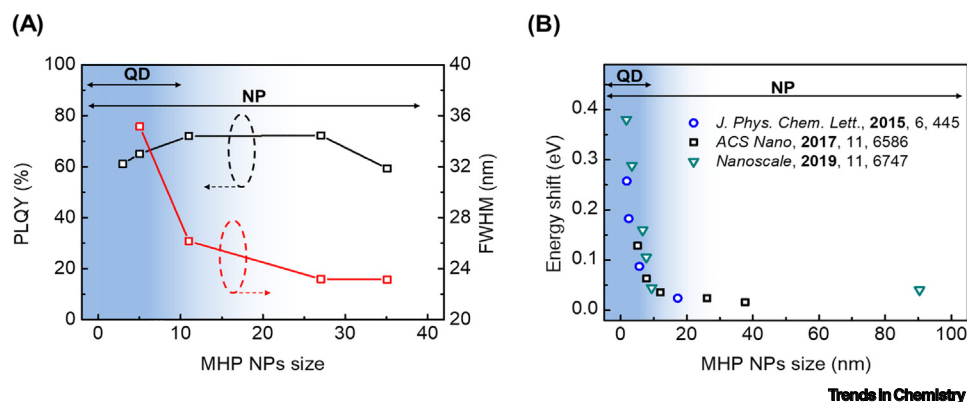 (A)
100
80
60
40
20
0
PLQY (%)
QD
NP
40
36
32
28
24
20
FWHM (nm)
0 10 20 30 40
MHP NPs size
(B)
0.4
0.3
0.2
0.1
0.0
Energy shift (eV)
QD
NP
J. Phys. Chem. Lett., 2015, 6, 445
ACS Nano, 2017, 11, 6586
Nanoscale, 2019, 11, 6747
0 20 40 60 80 100
MHP NPs size (nm)
Trends in Chemistry